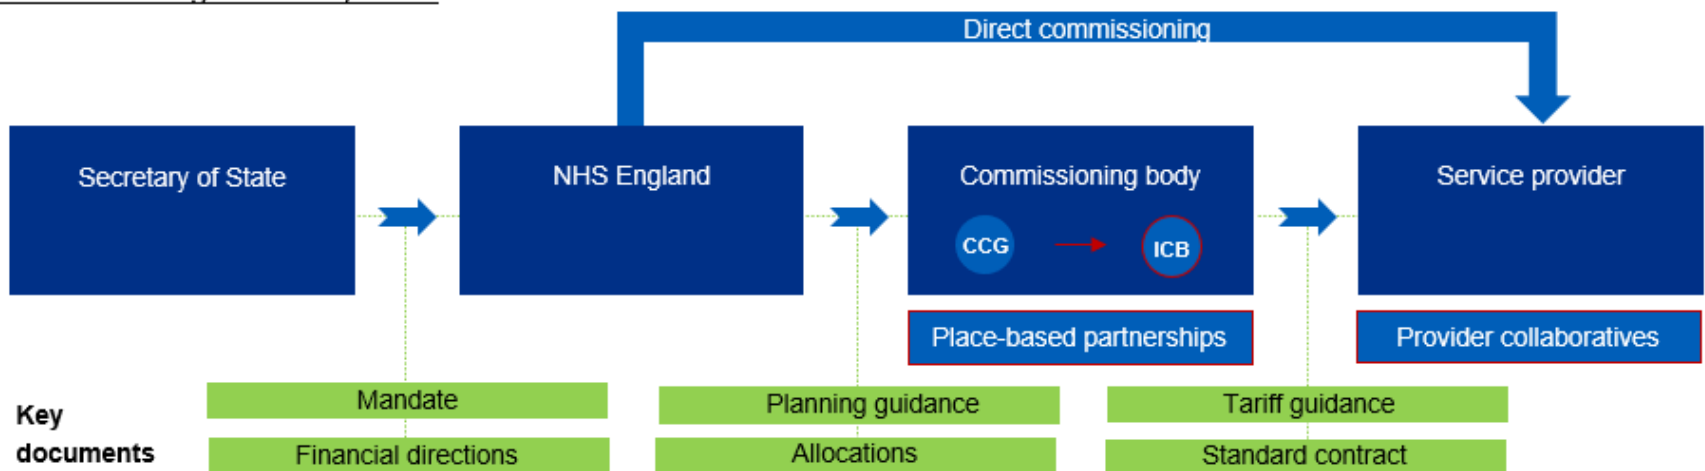 Direct commissioning
Secretary of State
NHS England
Commissioning body
Service provider
CCG
ICB
Place-based partnerships
Provider collaboratives
Key
documents
Mandate
Planning guidance
Tariff guidance
Financial directions
Allocations
Standard contract